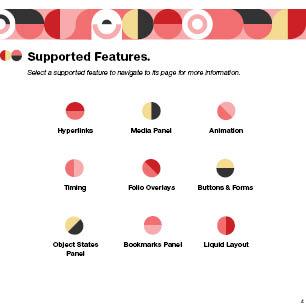 Supported Features.
Select a supported feature to navigate to its page for more information.
Hyperlinks
Media Panel
Animation
Timing
Folio Overlays
Buttons & Forms
Object States
Panel
Bookmarks Panel
Liquid Layout
4